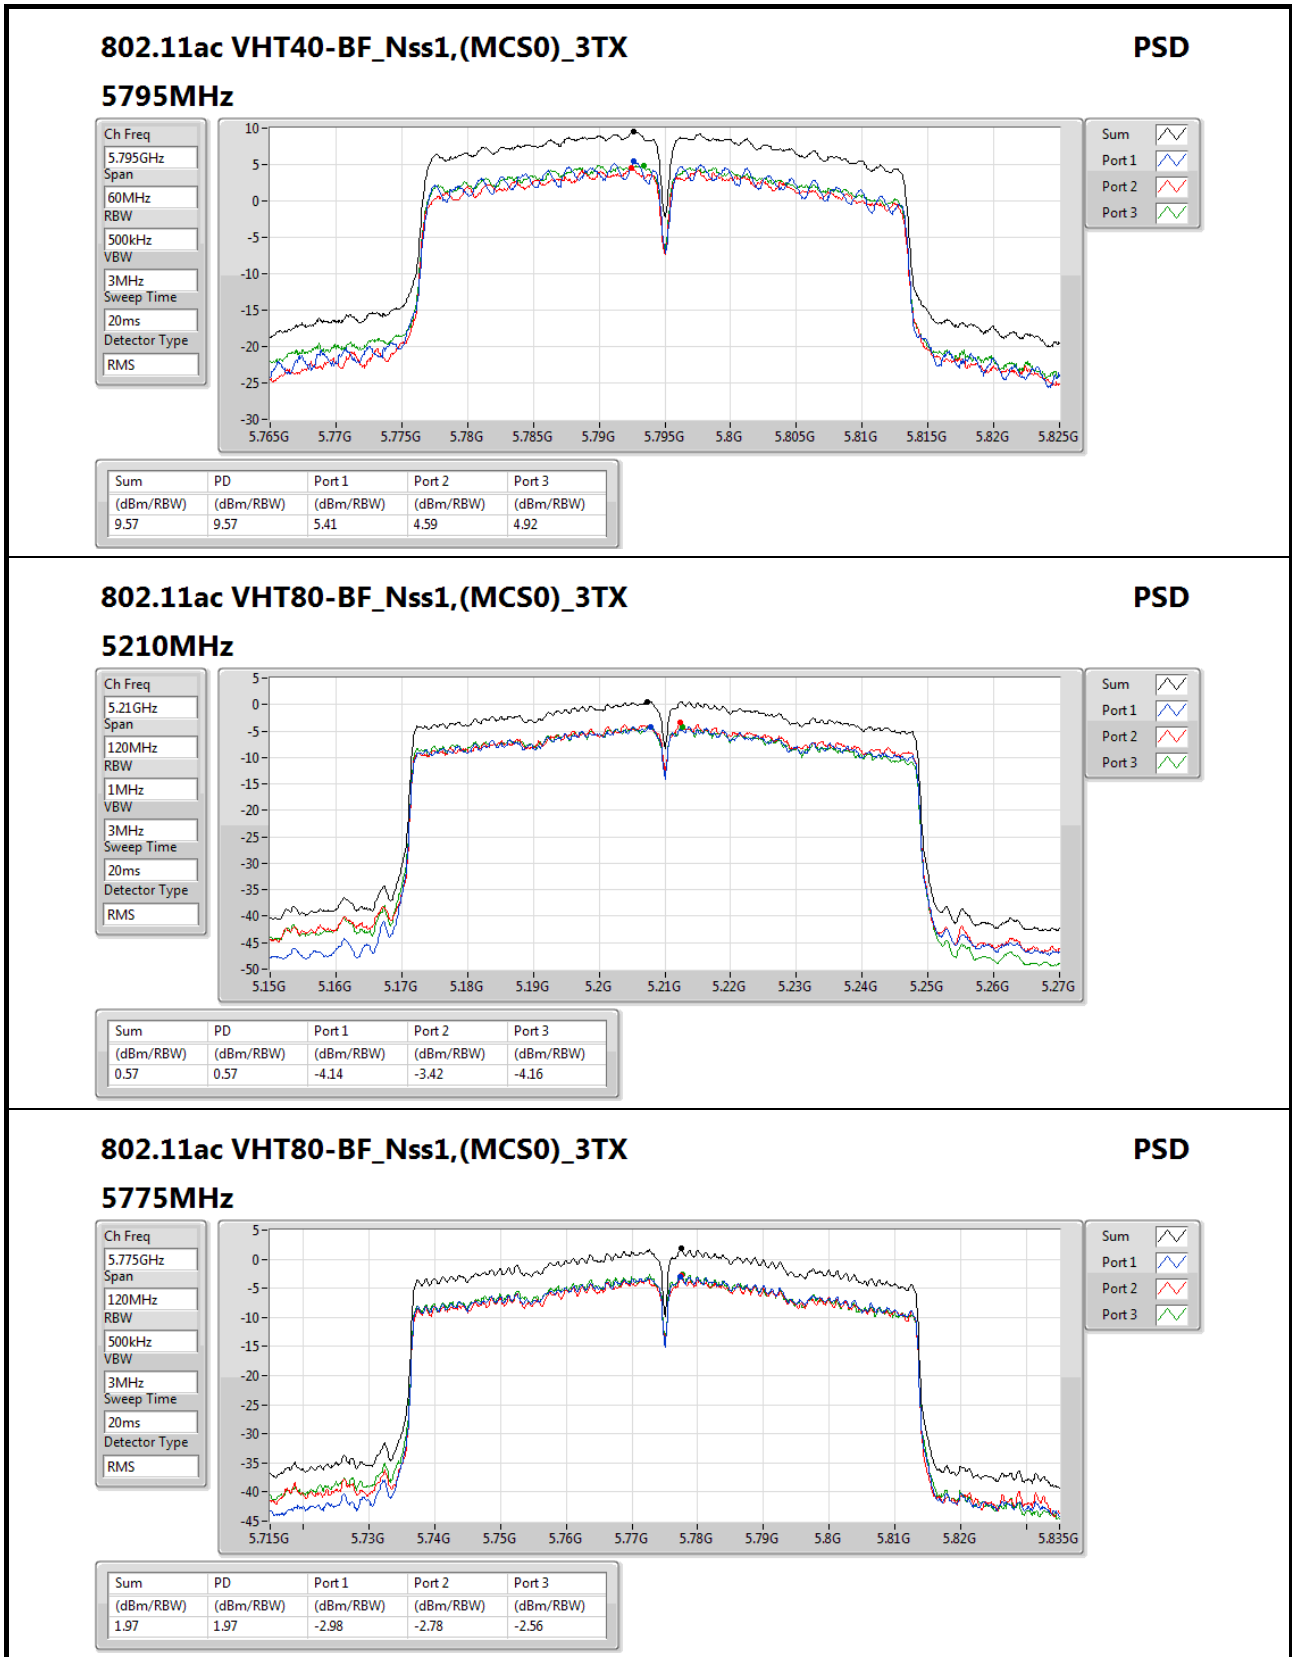 802.11ac VHT40-BF_Nss1,(MCS0)_3TX PSD
5795MHz
Ch Freq
5.795GHz
Span
60MHz
RBW
500kHz
VBW
3MHz
Sweep Time
20ms
Detector Type
RMS
10
5
0
-5
-10
-15
-20
-25
-30
5.765G 5.77G 5.775G 5.78G 5.785G 5.79G 5.795G 5.8G 5.805G 5.81G 5.815G 5.82G 5.825G
Sum
Port 1
Port 2
Port 3
Sum PD Port 1 Port 2 Port 3
(dBm/RBW) (dBm/RBW) (dBm/RBW) (dBm/RBW) (dBm/RBW)
9.57 9.57 5.41 4.59 4.92
802.11ac VHT80-BF_Nss1,(MCS0)_3TX PSD
5210MHz
Ch Freq
5.21GHz
Span
120MHz
RBW
1MHz
VBW
3MHz
Sweep Time
20ms
Detector Type
RMS
5
0
-5
-10
-15
-20
-25
-30
-35
-40
-45
-50
5.15G 5.16G 5.17G 5.18G 5.19G 5.2G 5.21G 5.22G 5.23G 5.24G 5.25G 5.26G 5.27G
Sum
Port 1
Port 2
Port 3
Sum PD Port 1 Port 2 Port 3
(dBm/RBW) (dBm/RBW) (dBm/RBW) (dBm/RBW) (dBm/RBW)
0.57 0.57 -4.14 -3.42 -4.16
802.11ac VHT80-BF_Nss1,(MCS0)_3TX PSD
5775MHz
Ch Freq
5.775GHz
Span
120MHz
RBW
500kHz
VBW
3MHz
Sweep Time
20ms
Detector Type
RMS
5
0
-5
-10
-15
-20
-25
-30
-35
-40
-45
5.715G 5.73G 5.74G 5.75G 5.76G 5.77G 5.78G 5.79G 5.8G 5.81G 5.82G 5.835G
Sum
Port 1
Port 2
Port 3
Sum PD Port 1 Port 2 Port 3
(dBm/RBW) (dBm/RBW) (dBm/RBW) (dBm/RBW) (dBm/RBW)
1.97 1.97 -2.98 -2.78 -2.56